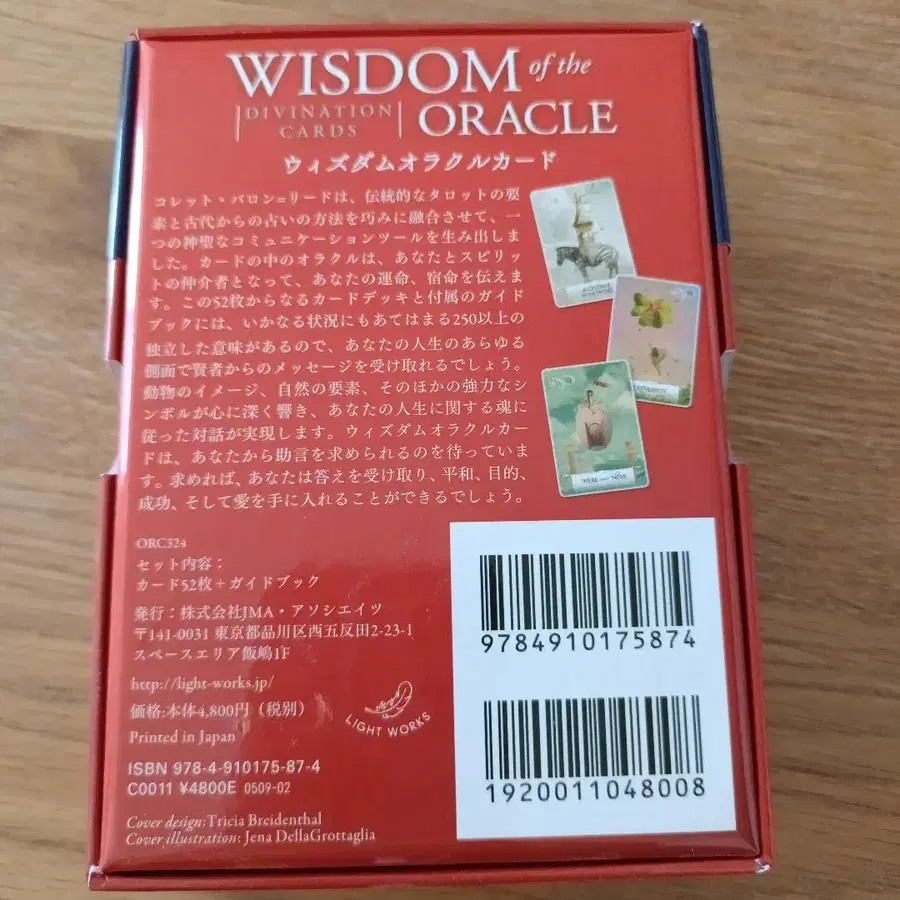 WISDOM of the
DIVINATION
CARDS
ORACLE
ウィズダムオラクルカード
コレット・バロン=リードは、伝統的なタロットの要
素と古代からの占いの方法を巧みに融合させて、一
つの神聖なコミュニケーションツールを生み出しま
した。カードの中のオラクルは、あなたとスピリッ
トの仲介者となって、あなたの運命、宿命を伝えま
す。この52枚からなるカードデッキと付属のガイド
ブックには、いかなる状況にもあてはまる250以上の
独立した意味があるので、あなたの人生のあらゆる
側面で賢者からのメッセージを受け取れるでしょう。
動物のイメージ、自然の要素、そのほかの強力なシ
ンボルが心に深く響き、あなたの人生に関する魂に
従った対話が実現します。ウィズダムオラクルカー
ドは、あなたから助言を求められるのを待っていま
す。求めれば、あなたは答えを受け取り、平和、目的、
成功、そして愛を手に入れることができるでしょう。
HERE and NOW
ORC324
セット内容：
カード52枚＋ガイドブック
発行：株式会社JMA・アソシエイツ
〒141-0031 東京都品川区西五反田2-23-1
スペースエリア飯嶋1F
http://light-works.jp/
価格:本体4,800円（税別）
Printed in Japan
LIGHT WORKS
ISBN 978-4-910175-87-4
C0011 ¥4800E 0509-02
Cover design:Tricia Breidenthal
Cover illustration: Jena DellaGrottaglia
9784910175874
1920011048008